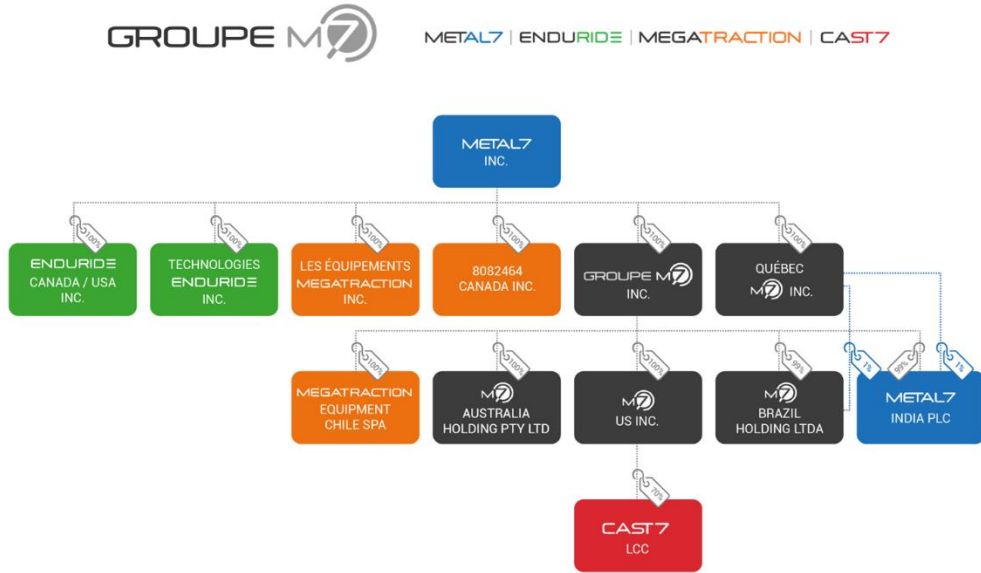 GROUPE M7
METAL7 | ENDURIDE | MEGATRACTION | CAST7
METAL7
INC.
100%
100%
100%
100%
100%
100%
ENDURIDE
CANADA / USA
INC.
TECHNOLOGIES
ENDURIDE
INC.
LES ÉQUIPEMENTS
MEGATRACTION
INC.
8082464
CANADA INC.
GROUPE M7
INC.
QUÉBEC
M7 INC.
100%
100%
100%
99%
1%
99%
1%
MEGATRACTION
EQUIPMENT
CHILE SPA
M7
AUSTRALIA
HOLDING PTY LTD
M7
US INC.
M7
BRAZIL
HOLDING LTDA
METAL7
INDIA PLC
70%
CAST7
LCC